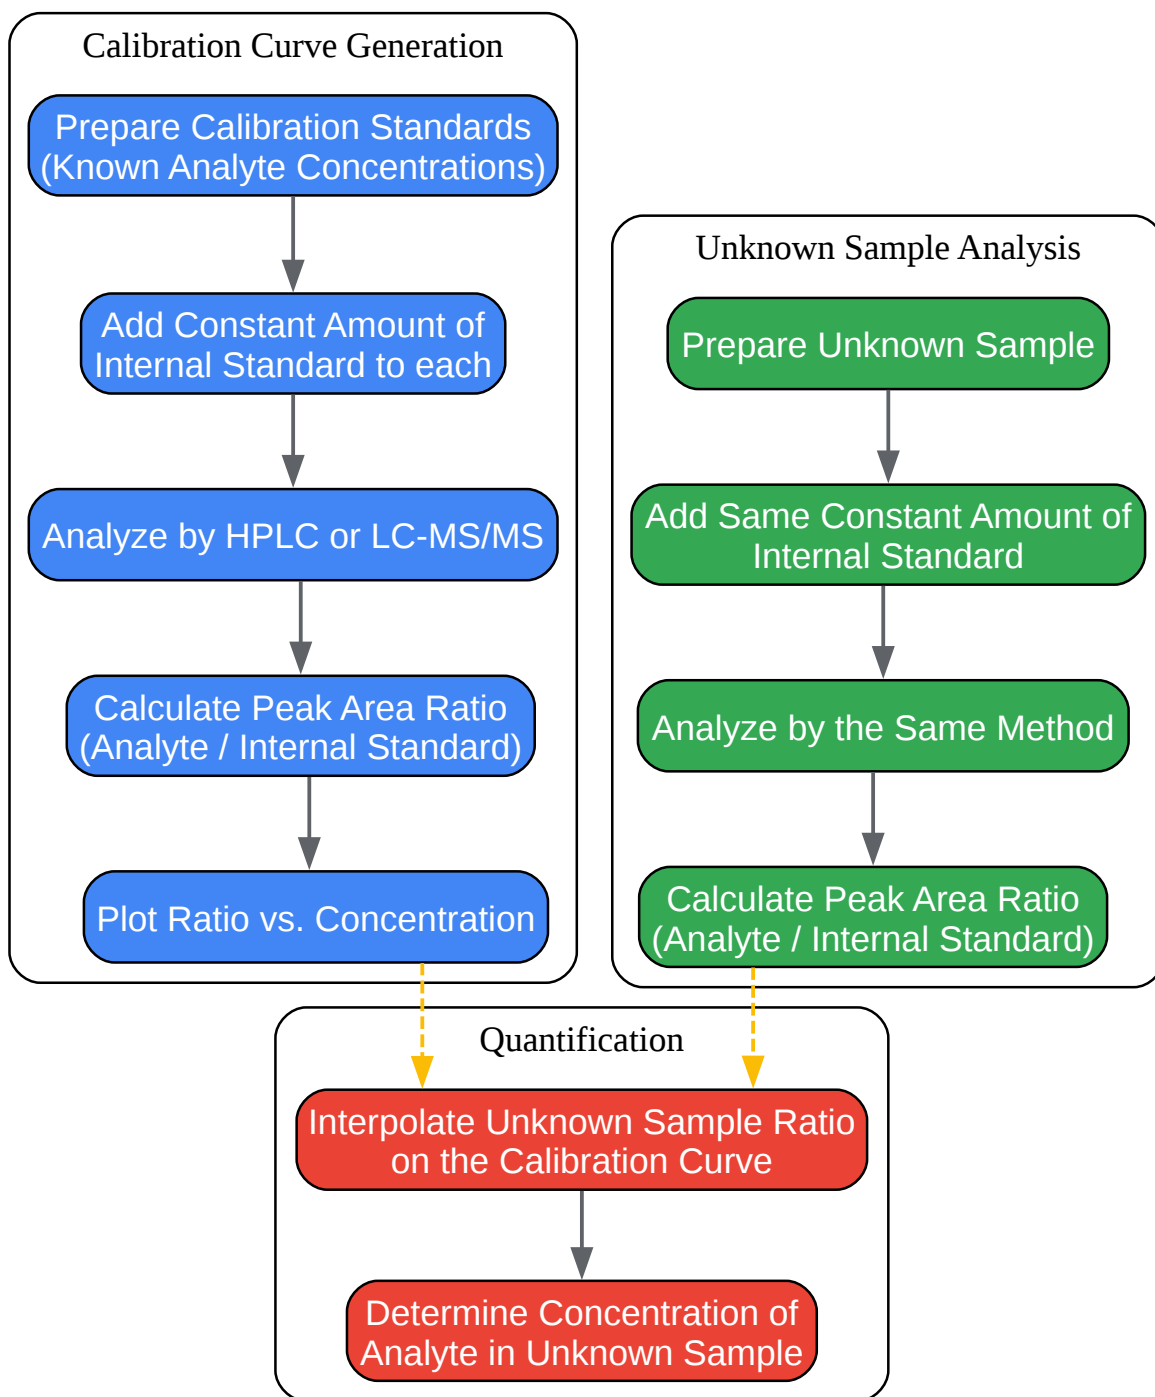 Calibration Curve Generation
Prepare Calibration Standards
(Known Analyte Concentrations)
Add Constant Amount of
Internal Standard to each
Analyze by HPLC or LC-MS/MS
Calculate Peak Area Ratio
(Analyte / Internal Standard)
Plot Ratio vs. Concentration
Unknown Sample Analysis
Prepare Unknown Sample
Add Same Constant Amount of
Internal Standard
Analyze by the Same Method
Calculate Peak Area Ratio
(Analyte / Internal Standard)
Quantification
Interpolate Unknown Sample Ratio
on the Calibration Curve
Determine Concentration of
Analyte in Unknown Sample